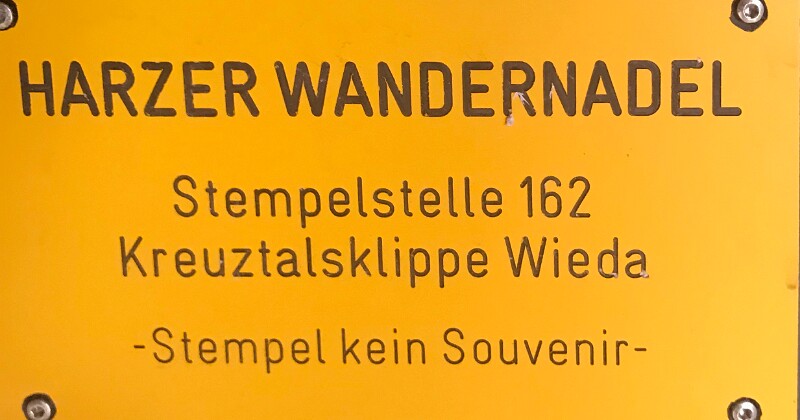 HARZER WANDERNADEL
Stempelstelle 162
Kreuztalsklippe Wieda
-Stempel kein Souvenir-